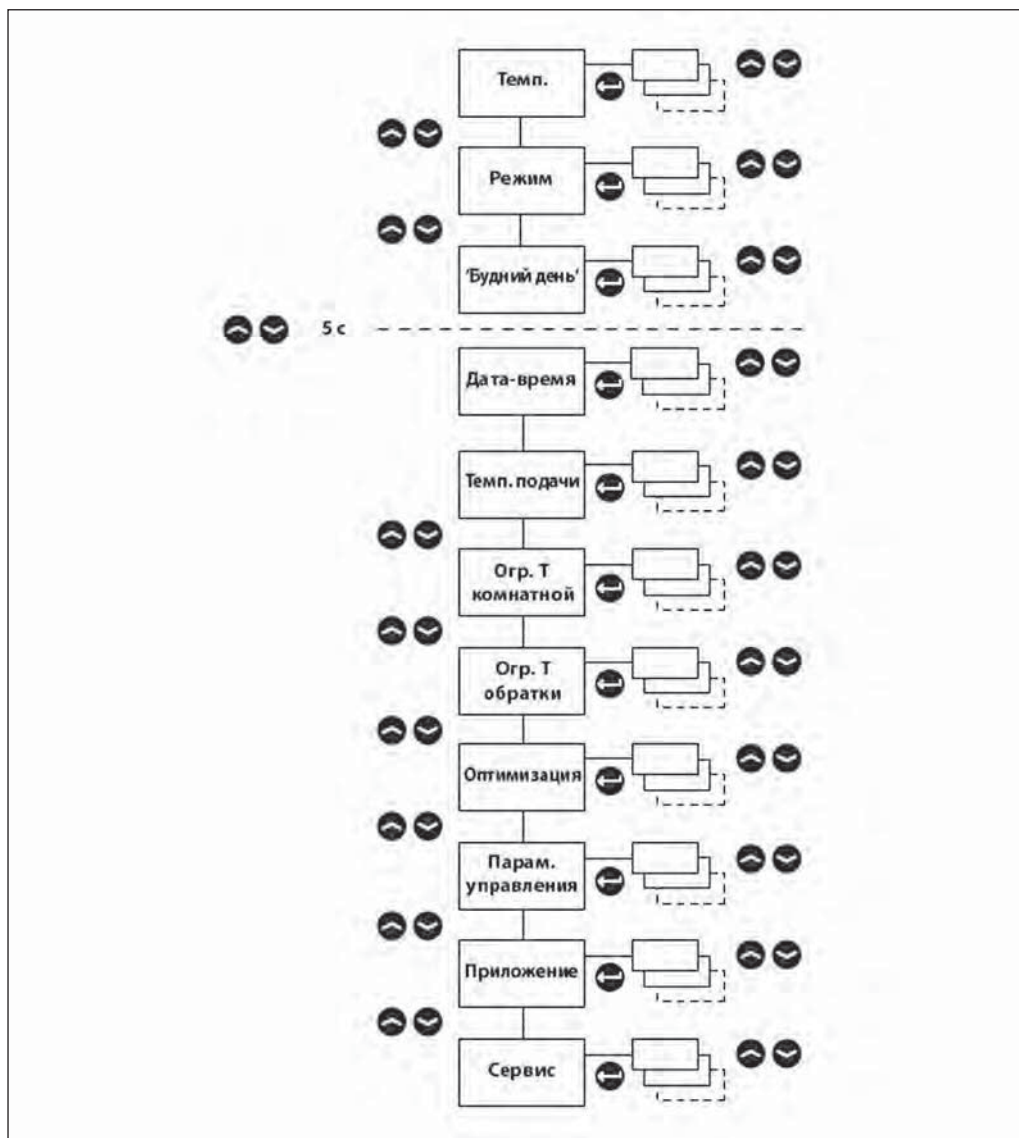 Темп.
Режим
'Будний день'
5 с
Дата-время
Темп. подачи
Огр. Т
комнатной
Огр. Т
обратки
Оптимизация
Парам.
управления
Приложение
Сервис